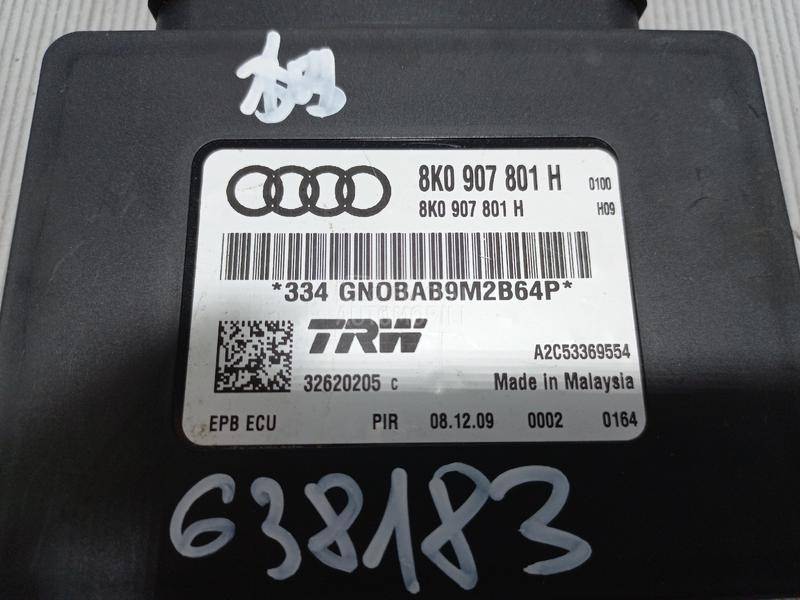 8K0 907 801 H 0100
8K0 907 801 H H09
*334 GNOBAB9M2B64P*
TRW A2C53369554
32620205 C Made in Malaysia
EPB ECU PIR 08.12.09 0002 0164
638183